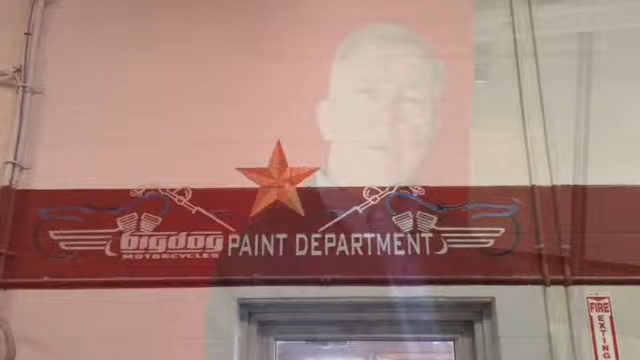 bigdog PAINT DEPARTMENT
MOTORCYCLES
FIRE
EXTING